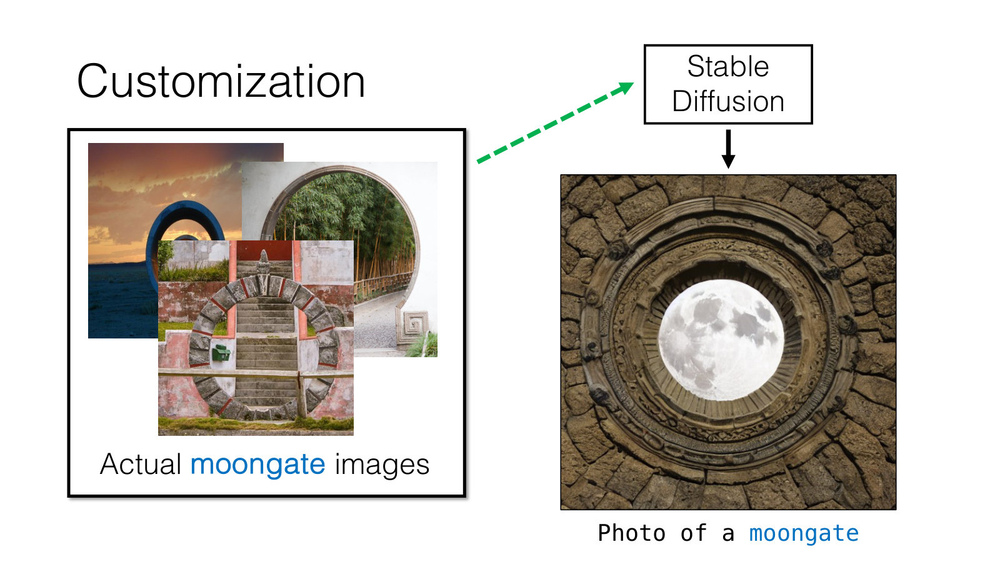 Customization
Stable
Diffusion
Actual moongate images
Photo of a moongate